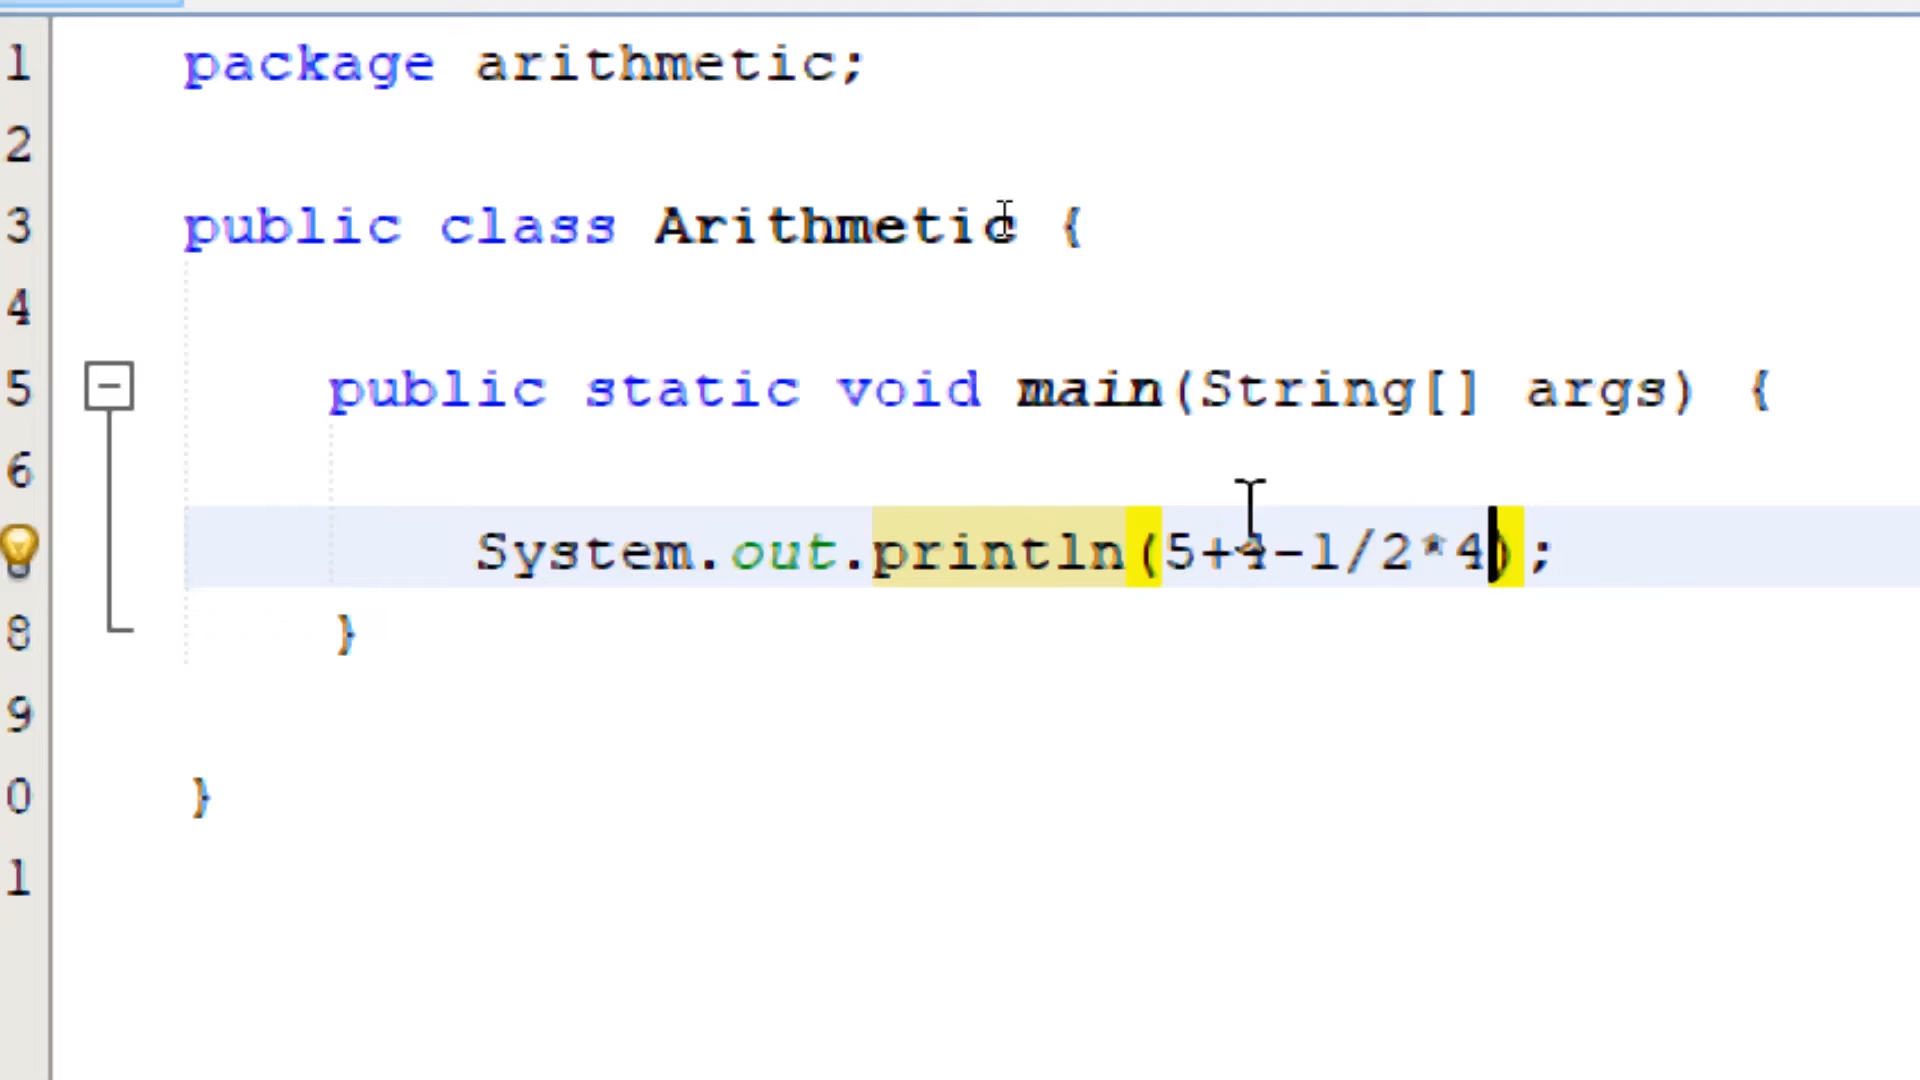 1 package arithmetic;
2
3 public class Arithmetic {
4
5 public static void main(String[] args) {
6
System.out.println(5+4-1/2*4);
8 }
9
0 }
1